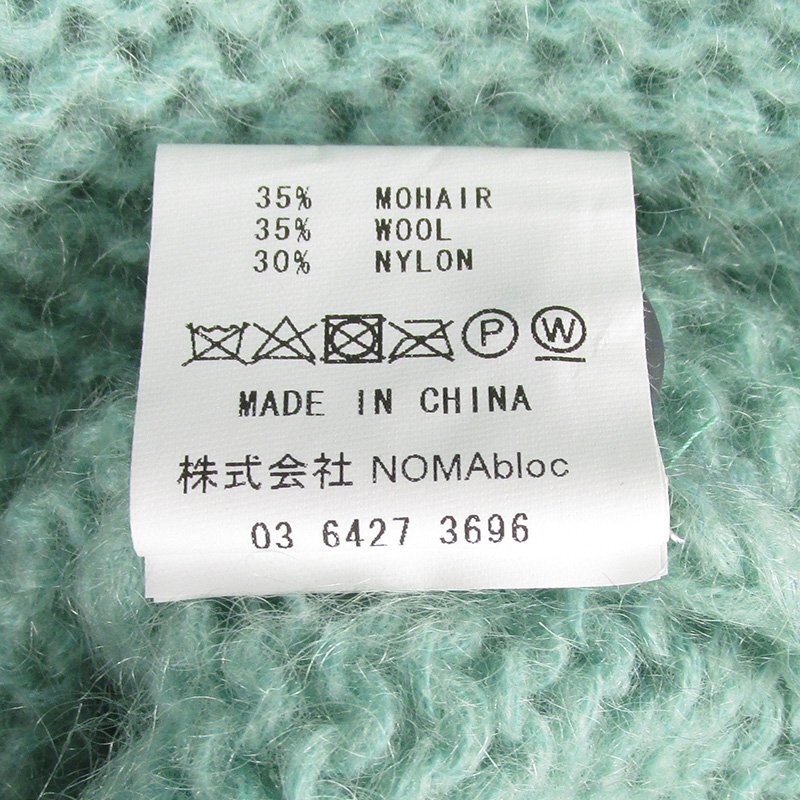 35% MOHAIR
35% WOOL
30% NYLON
P W
MADE IN CHINA
株式会社 NOMAbloc
03 6427 3696